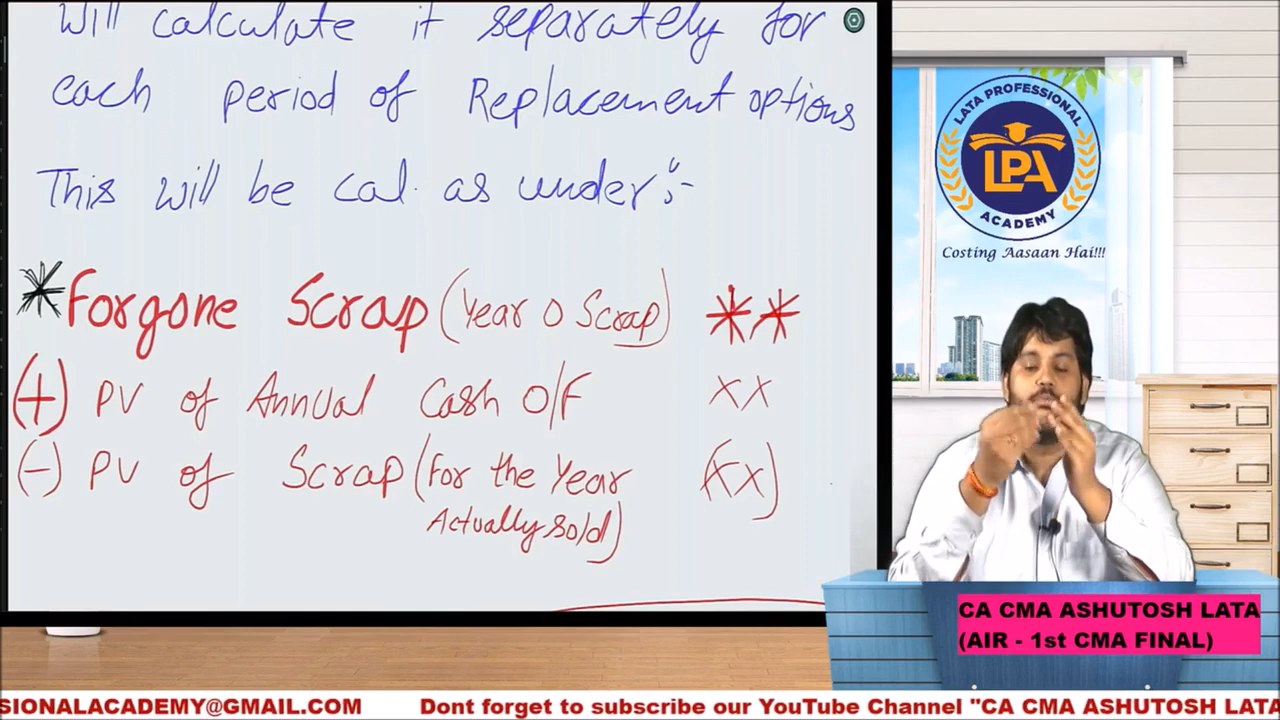 will calculate it separately for
each period of Replacement options
This will be cal. as under:-
*Forgone Scrap (Year 0 Scrap) **
(+) PV of Annual Cash O/F xx
(-) PV of Scrap (For the Year (xx)
Actually sold)
LATA PROFESSIONAL
LPA
ACADEMY
Costing Aasaan Hai!!!
CA CMA ASHUTOSH LATA
(AIR - 1st CMA FINAL)
SIONALACADEMY@GMAIL.COM Dont forget to subscribe our YouTube Channel "CA CMA ASHUTOSH LATA